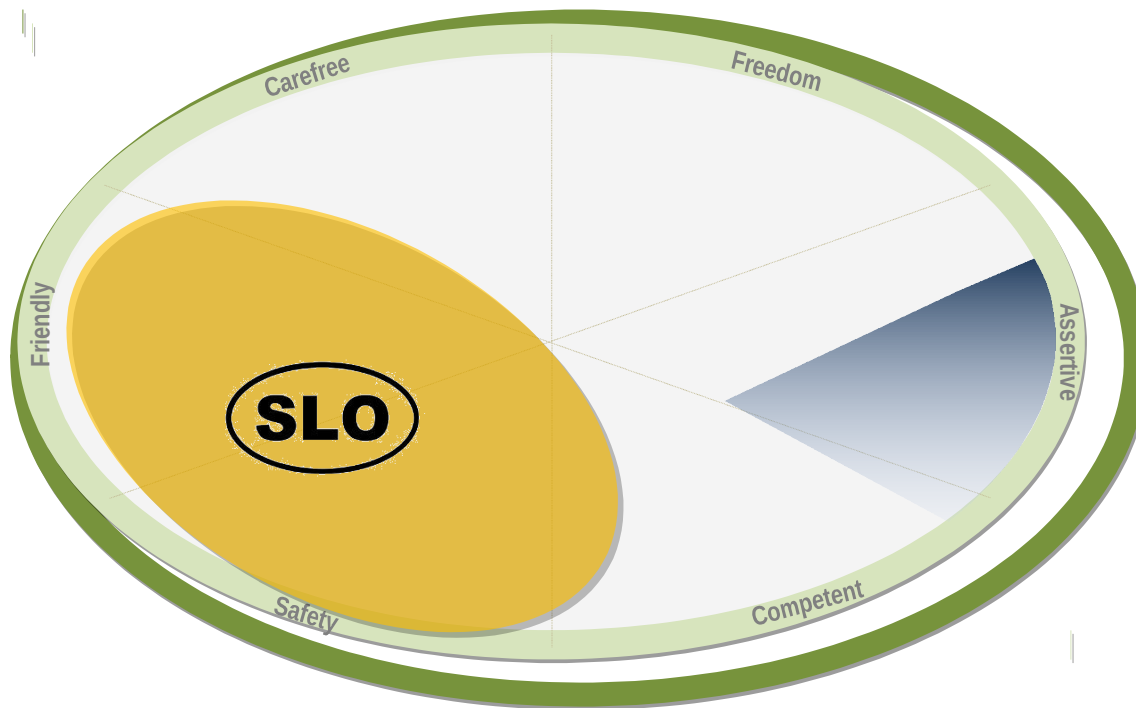 Carefree
Freedom
Friendly
Assertive
SLO
Safety
Competent